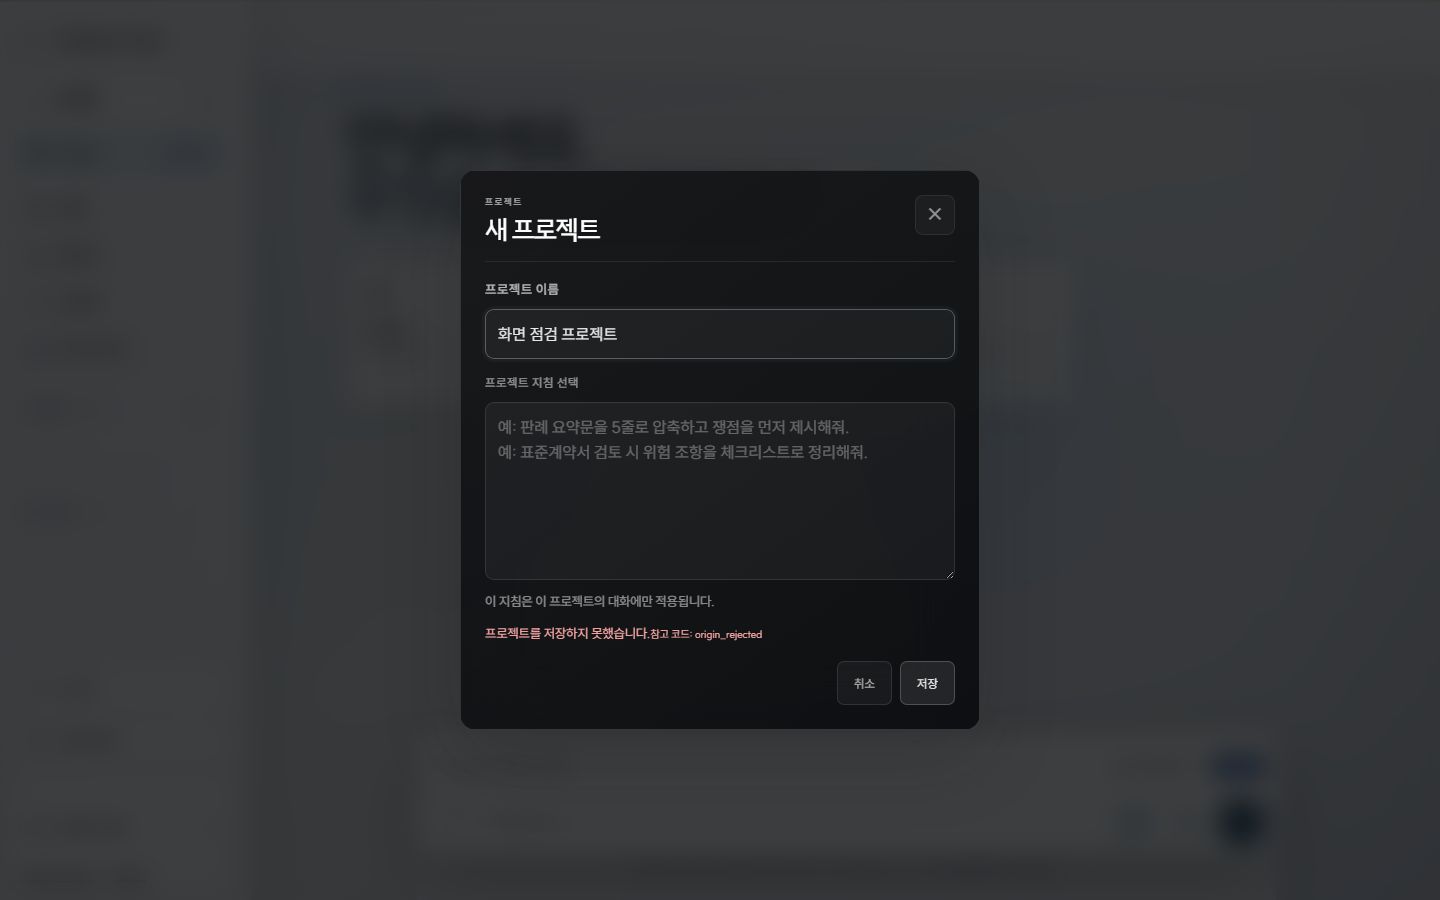 프로젝트
새 프로젝트
프로젝트 이름
화면 점검 프로젝트
프로젝트 지침 선택
예: 판례 요약문을 5줄로 압축하고 쟁점을 먼저 제시해줘.
예: 표준계약서 검토 시 위험 조항을 체크리스트로 정리해줘.
이 지침은 이 프로젝트의 대화에만 적용됩니다.
프로젝트를 저장하지 못했습니다.참고 코드: origin_rejected
취소
저장